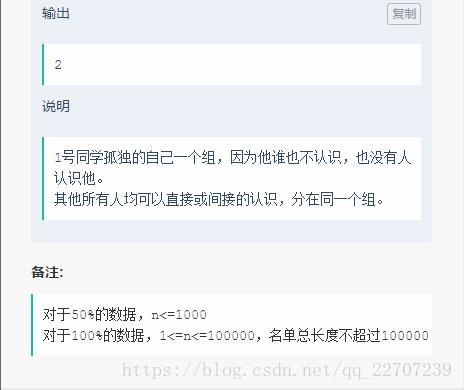 输出
复制
2
说明
1号同学孤独的自己一个组，因为他谁也不认识，也没有人
认识他。
其他所有人均可以直接或间接的认识，分在同一个组。
备注:
对于50%的数据，n<=1000
对于100%的数据，1<=n<=100000，名单总长度不超过100000
https://blog.csdn.net/qq_22707239